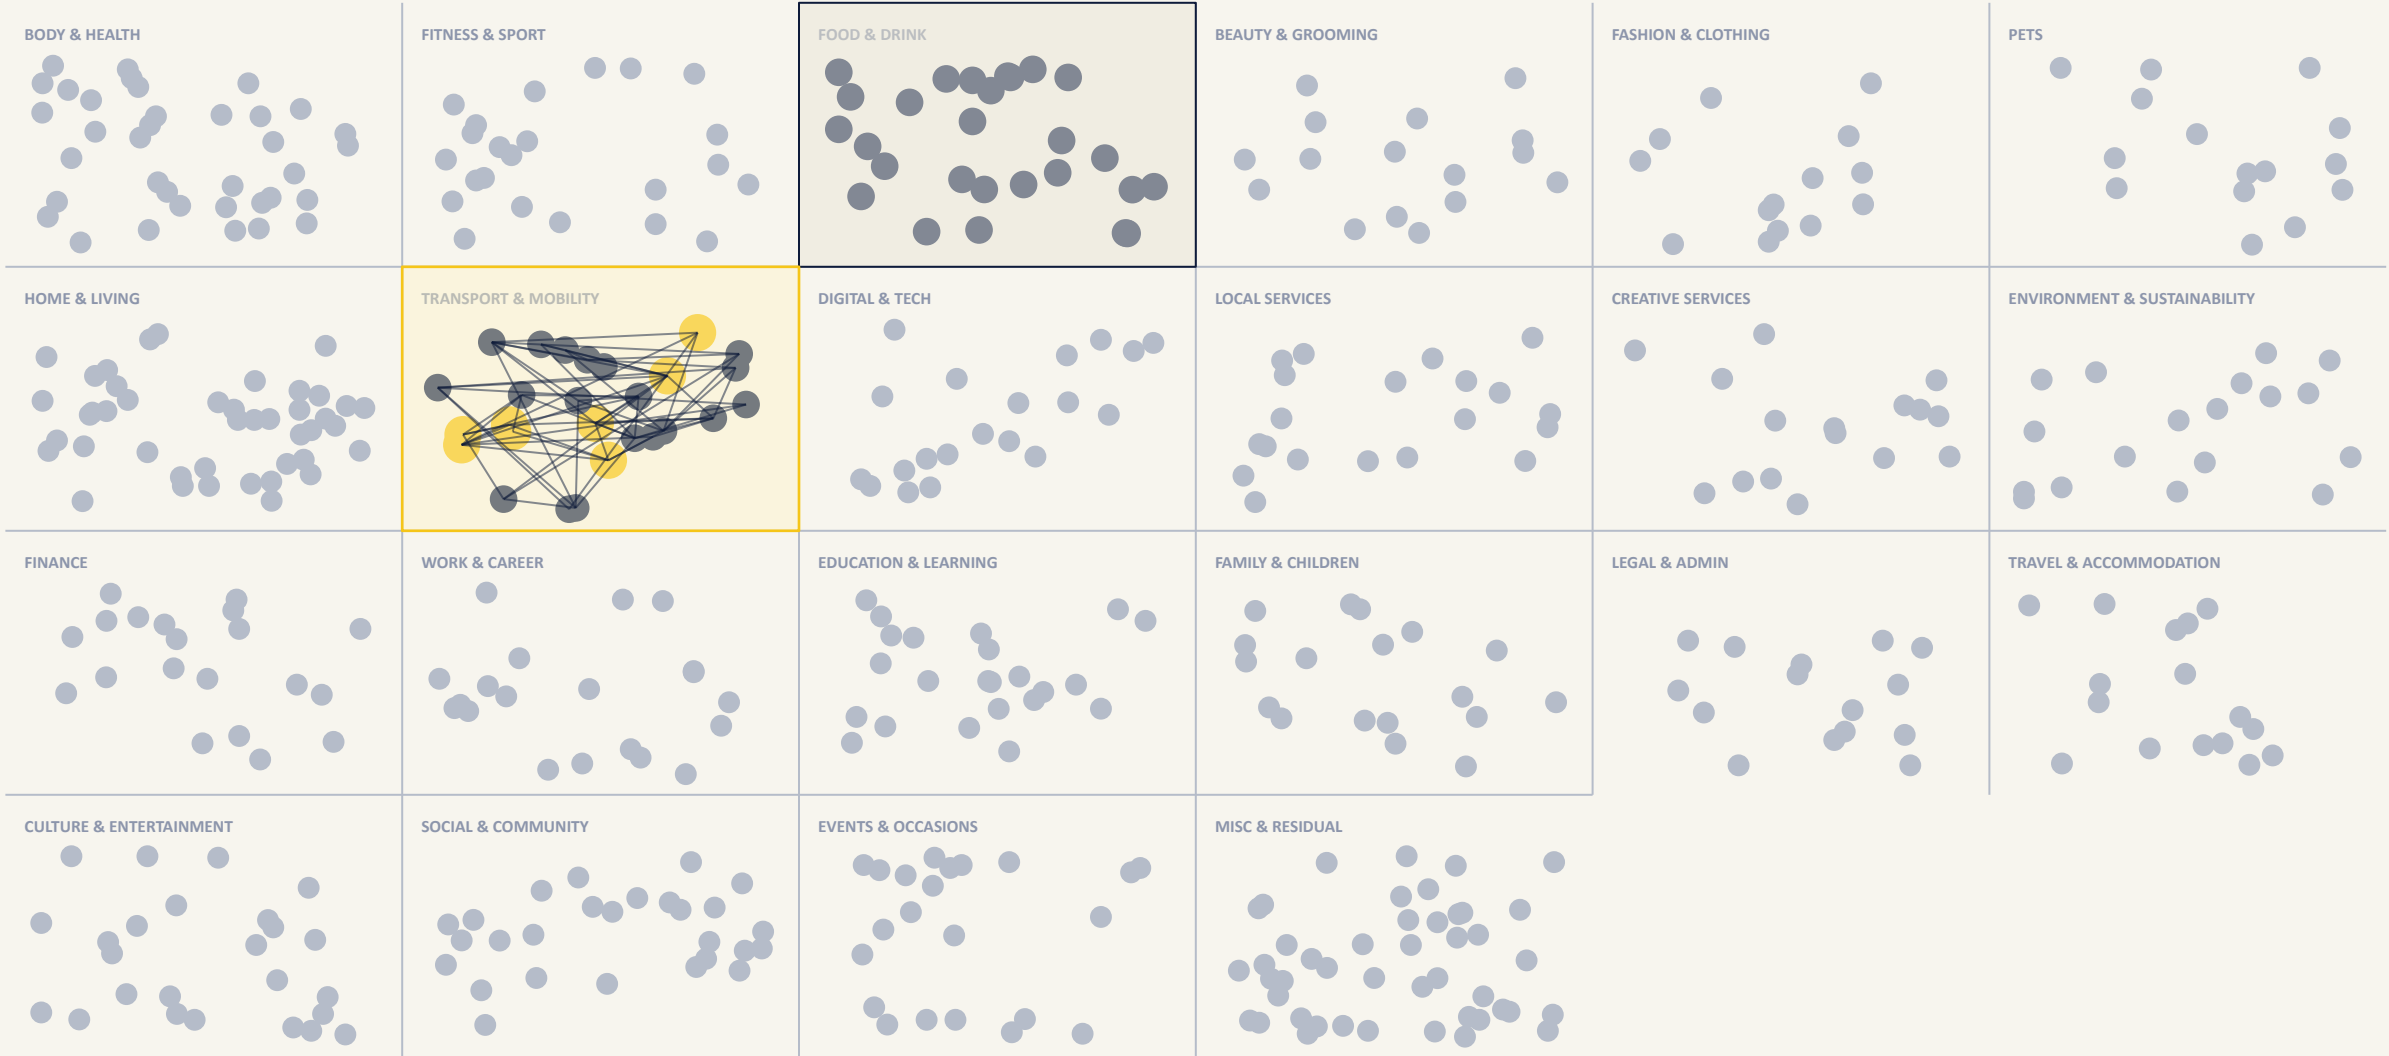 BODY & HEALTH
FITNESS & SPORT
FOOD & DRINK
BEAUTY & GROOMING
FASHION & CLOTHING
PETS
HOME & LIVING
TRANSPORT & MOBILITY
DIGITAL & TECH
LOCAL SERVICES
CREATIVE SERVICES
ENVIRONMENT & SUSTAINABILITY
FINANCE
WORK & CAREER
EDUCATION & LEARNING
FAMILY & CHILDREN
LEGAL & ADMIN
TRAVEL & ACCOMMODATION
CULTURE & ENTERTAINMENT
SOCIAL & COMMUNITY
EVENTS & OCCASIONS
MISC & RESIDUAL